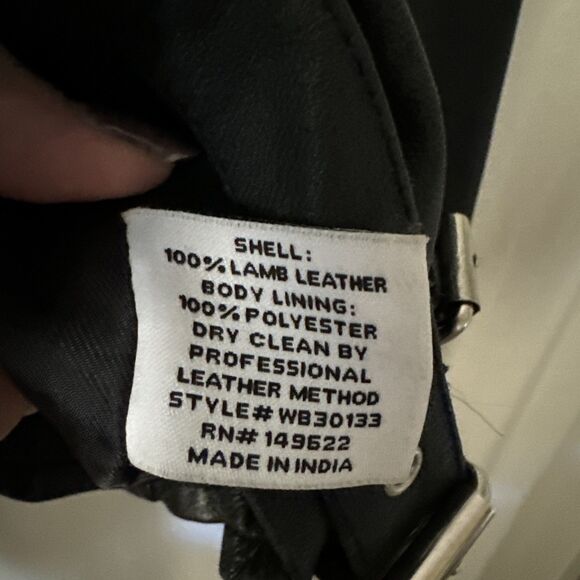 SHELL:
100% LAMB LEATHER
BODY LINING:
100% POLYESTER
DRY CLEAN BY
PROFESSIONAL
LEATHER METHOD
STYLE# WB30133
RN# 149622
MADE IN INDIA